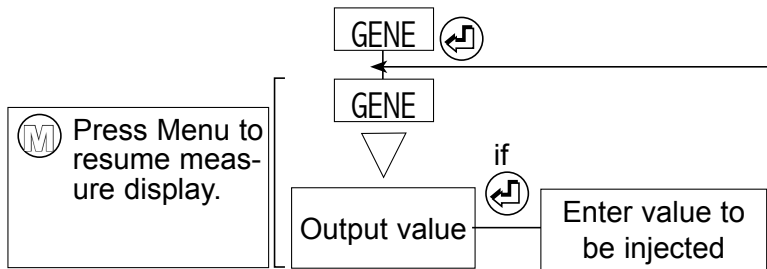 GENE
GENE
M Press Menu to
resume meas-
ure display.
if
Output value
Enter value to
be injected